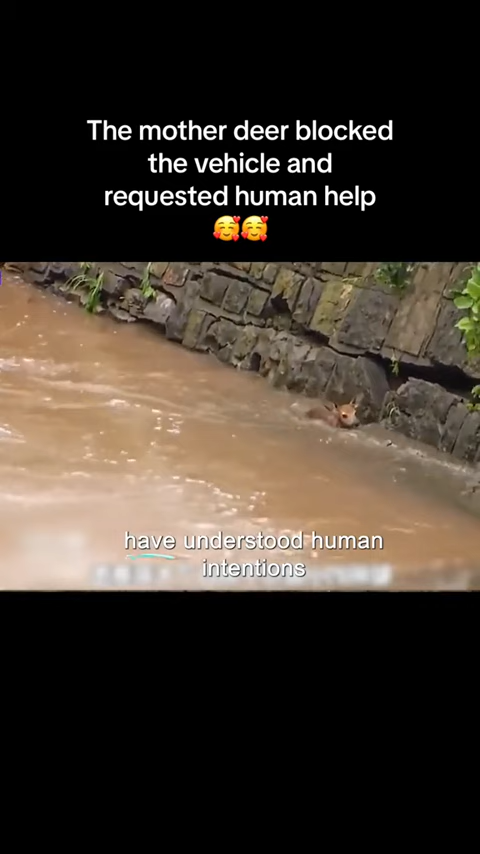 The mother deer blocked
the vehicle and
requested human help
🥰🥰
have understood human
intentions